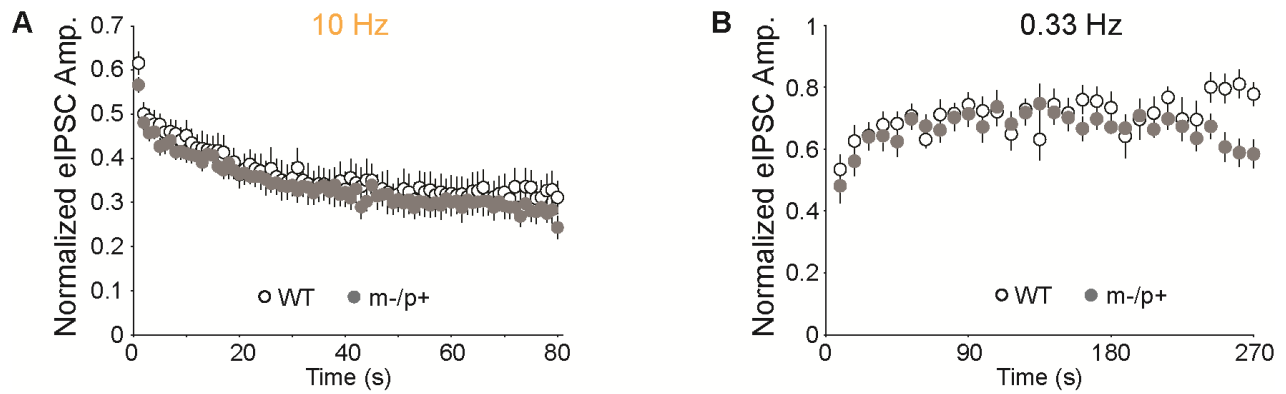 A
10 Hz
Normalized eIPSC Amp.
0.7
0.6
0.5
0.4
0.3
0.2
0.1
0
WT
m-/p+
0
20
40
60
80
Time (s)
B
0.33 Hz
Normalized eIPSC Amp.
1
0.8
0.6
0.4
0.2
0
WT
m-/p+
0
90
180
270
Time (s)